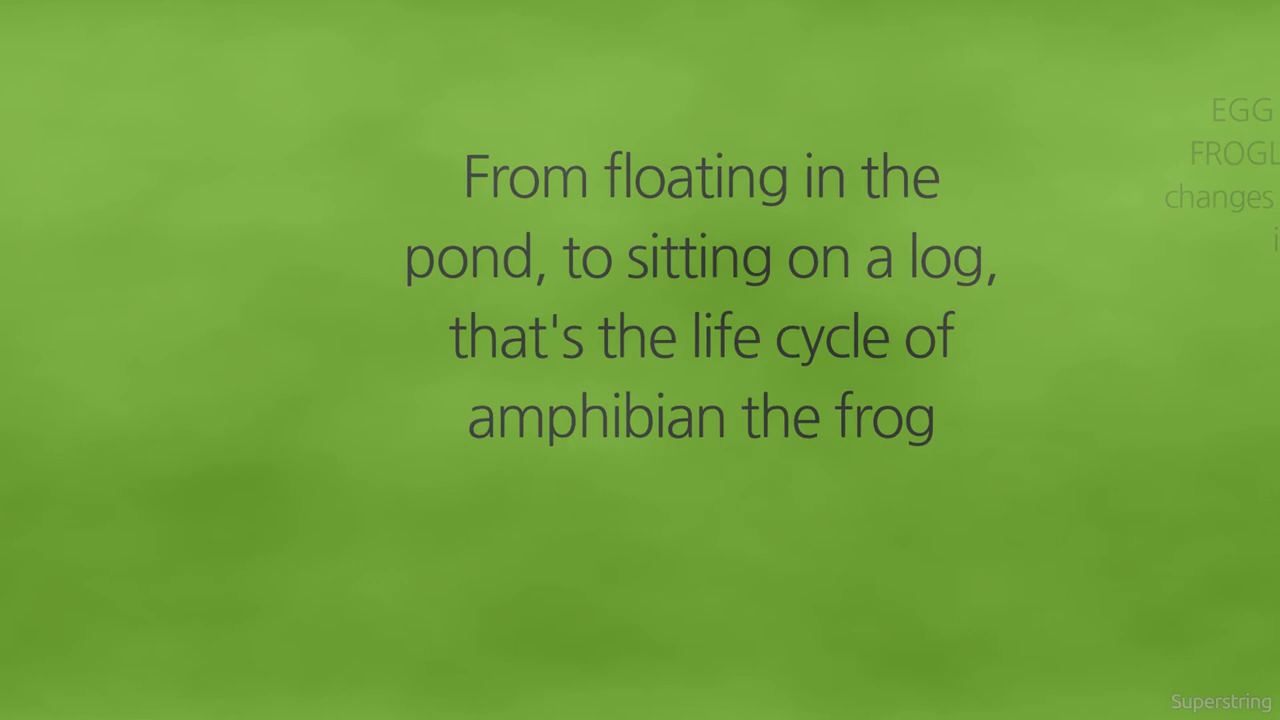 From floating in the
pond, to sitting on a log,
that's the life cycle of
amphibian the frog
EGG
FROGL
changes
Superstring